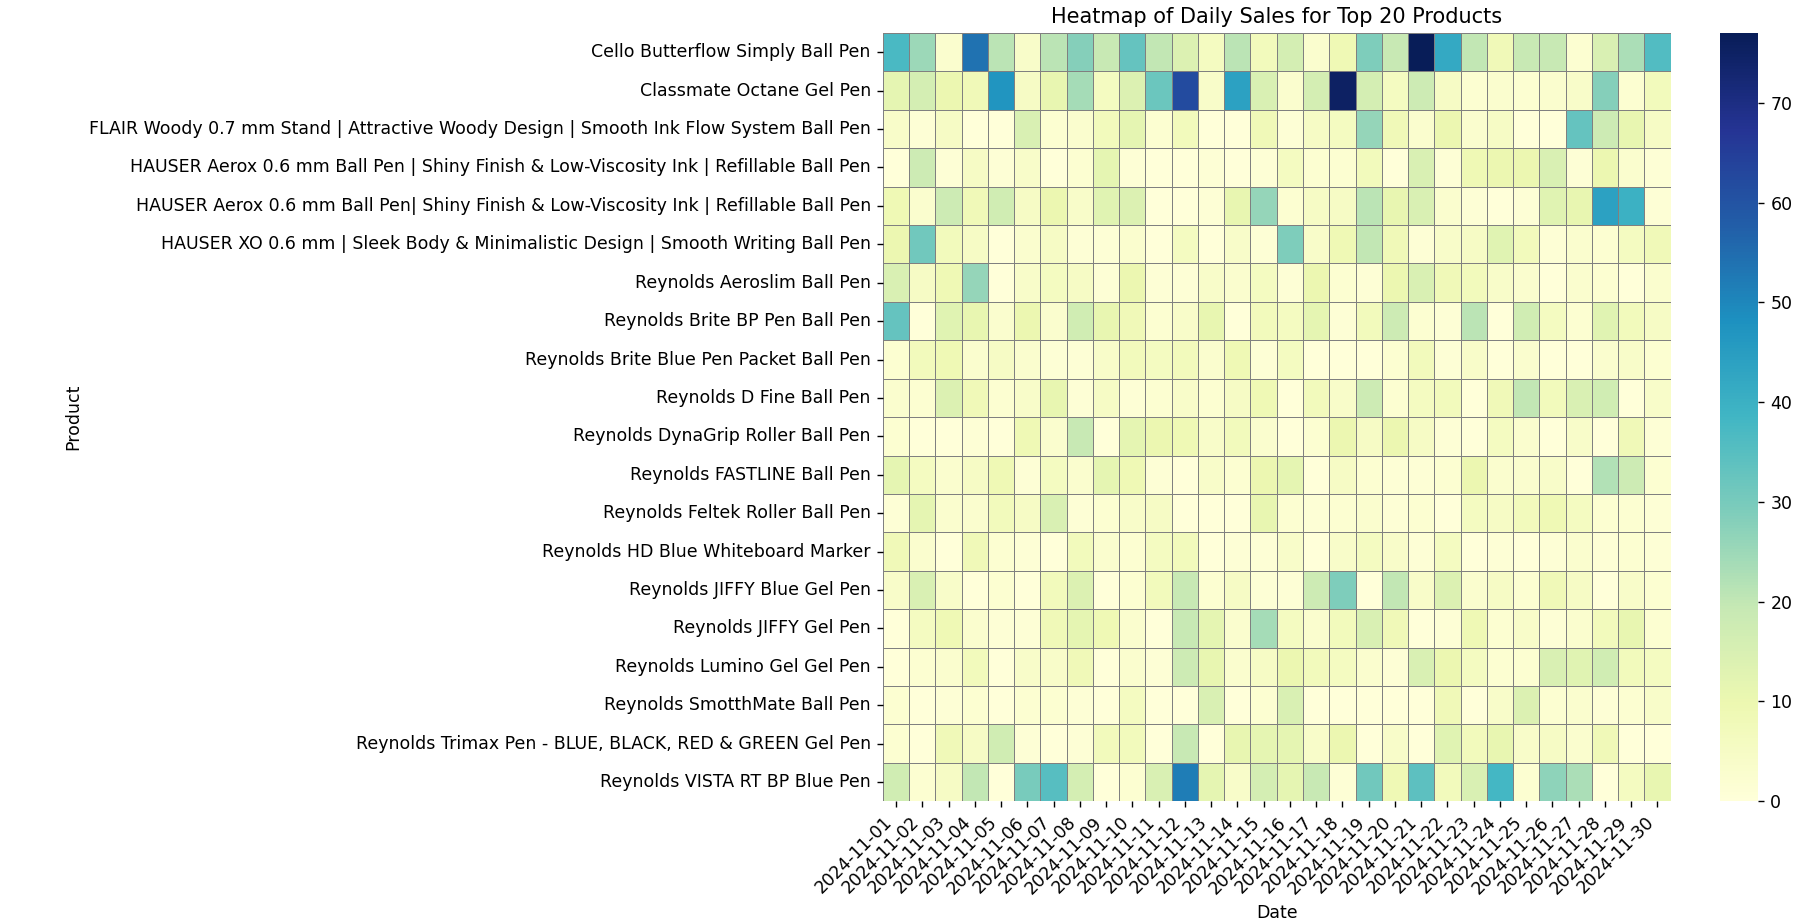 Heatmap of Daily Sales for Top 20 Products
Product
Cello Butterflow Simply Ball Pen
Classmate Octane Gel Pen
FLAIR Woody 0.7 mm Stand | Attractive Woody Design | Smooth Ink Flow System Ball Pen
HAUSER Aerox 0.6 mm Ball Pen | Shiny Finish & Low-Viscosity Ink | Refillable Ball Pen
HAUSER Aerox 0.6 mm Ball Pen| Shiny Finish & Low-Viscosity Ink | Refillable Ball Pen
HAUSER XO 0.6 mm | Sleek Body & Minimalistic Design | Smooth Writing Ball Pen
Reynolds Aeroslim Ball Pen
Reynolds Brite BP Pen Ball Pen
Reynolds Brite Blue Pen Packet Ball Pen
Reynolds D Fine Ball Pen
Reynolds DynaGrip Roller Ball Pen
Reynolds FASTLINE Ball Pen
Reynolds Feltek Roller Ball Pen
Reynolds HD Blue Whiteboard Marker
Reynolds JIFFY Blue Gel Pen
Reynolds JIFFY Gel Pen
Reynolds Lumino Gel Gel Pen
Reynolds SmotthMate Ball Pen
Reynolds Trimax Pen - BLUE, BLACK, RED & GREEN Gel Pen
Reynolds VISTA RT BP Blue Pen
2024-11-01
2024-11-02
2024-11-03
2024-11-04
2024-11-05
2024-11-06
2024-11-07
2024-11-08
2024-11-09
2024-11-10
2024-11-11
2024-11-12
2024-11-13
2024-11-14
2024-11-15
2024-11-16
2024-11-17
2024-11-18
2024-11-19
2024-11-20
2024-11-21
2024-11-22
2024-11-23
2024-11-24
2024-11-25
2024-11-26
2024-11-27
2024-11-28
2024-11-29
2024-11-30
Date
70
60
50
40
30
20
10
0